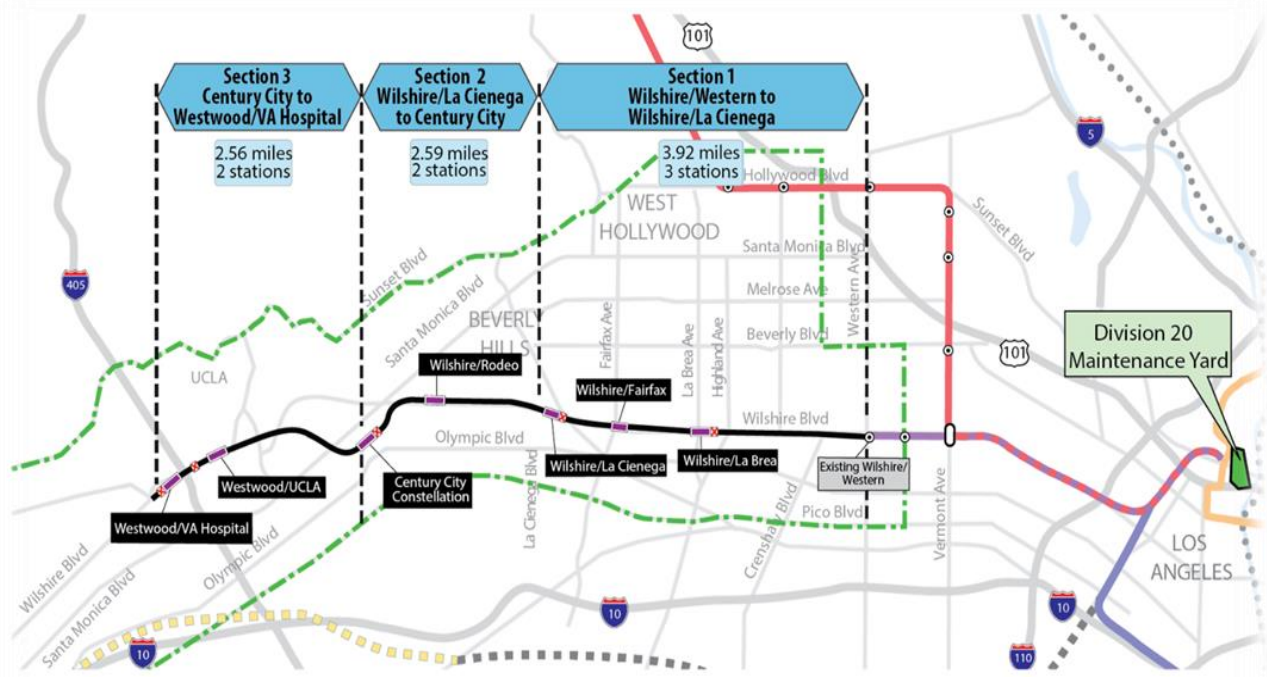 101
Section 3
Century City to
Westwood/VA Hospital
Section 2
Wilshire/La Cienega
to Century City
Section 1
Wilshire/Western to
Wilshire/La Cienega
5
2.56 miles
2 stations
2.59 miles
2 stations
3.92 miles
3 stations
Hollywood Blvd
WEST
HOLLYWOOD
Sunset Blvd
Santa Monica Blvd
Sunset Blvd
405
Melrose Ave
Western Ave
Santa Monica Blvd
BEVERLY
HILLS
Fairfax Ave
La Brea Ave
Highland Ave
Beverly Blvd
101
Division 20
Maintenance Yard
UCLA
Wilshire/Rodeo
Wilshire/Fairfax
Wilshire Blvd
Olympic Blvd
Wilshire/La Cienega
Wilshire/La Brea
Existing Wilshire/
Western
Westwood/UCLA
Century City
Constellation
La Cienega Blvd
Crenshaw Blvd
Pico Blvd
Vermont Ave
Westwood/VA Hospital
Wilshire Blvd
Santa Monica Blvd
Olympic Blvd
LOS
ANGELES
10
10
10
110